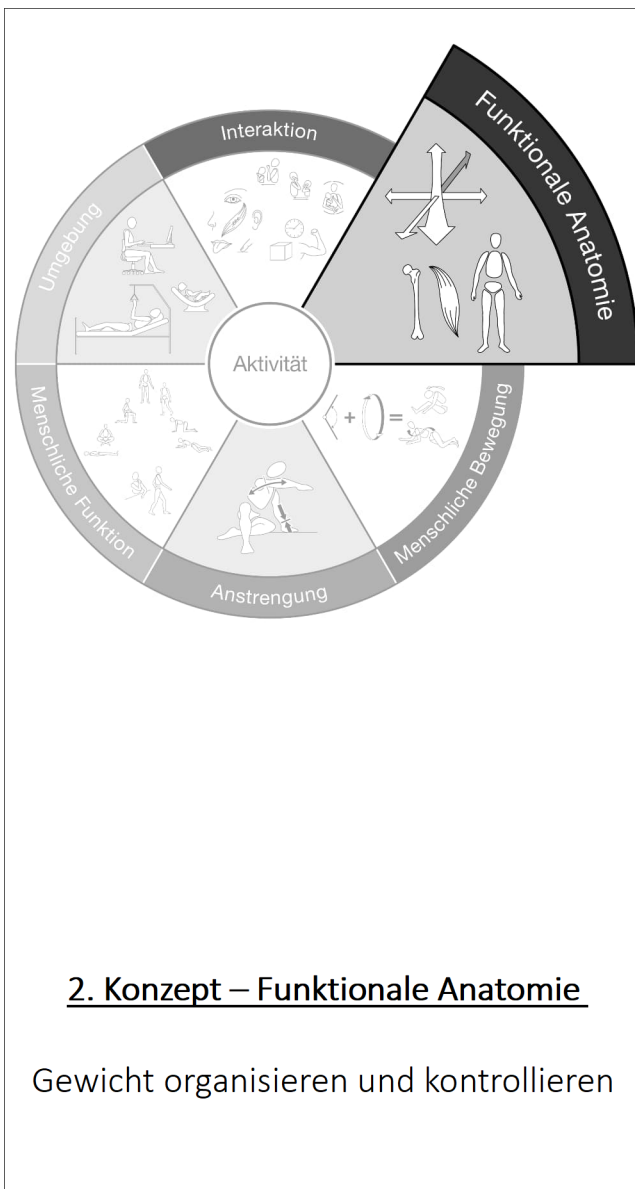 Interaktion
Funktionale Anatomie
Umgebung
Aktivität
+ =
Menschliche Funktion
Menschliche Bewegung
Anstrengung
2. Konzept – Funktionale Anatomie
Gewicht organisieren und kontrollieren